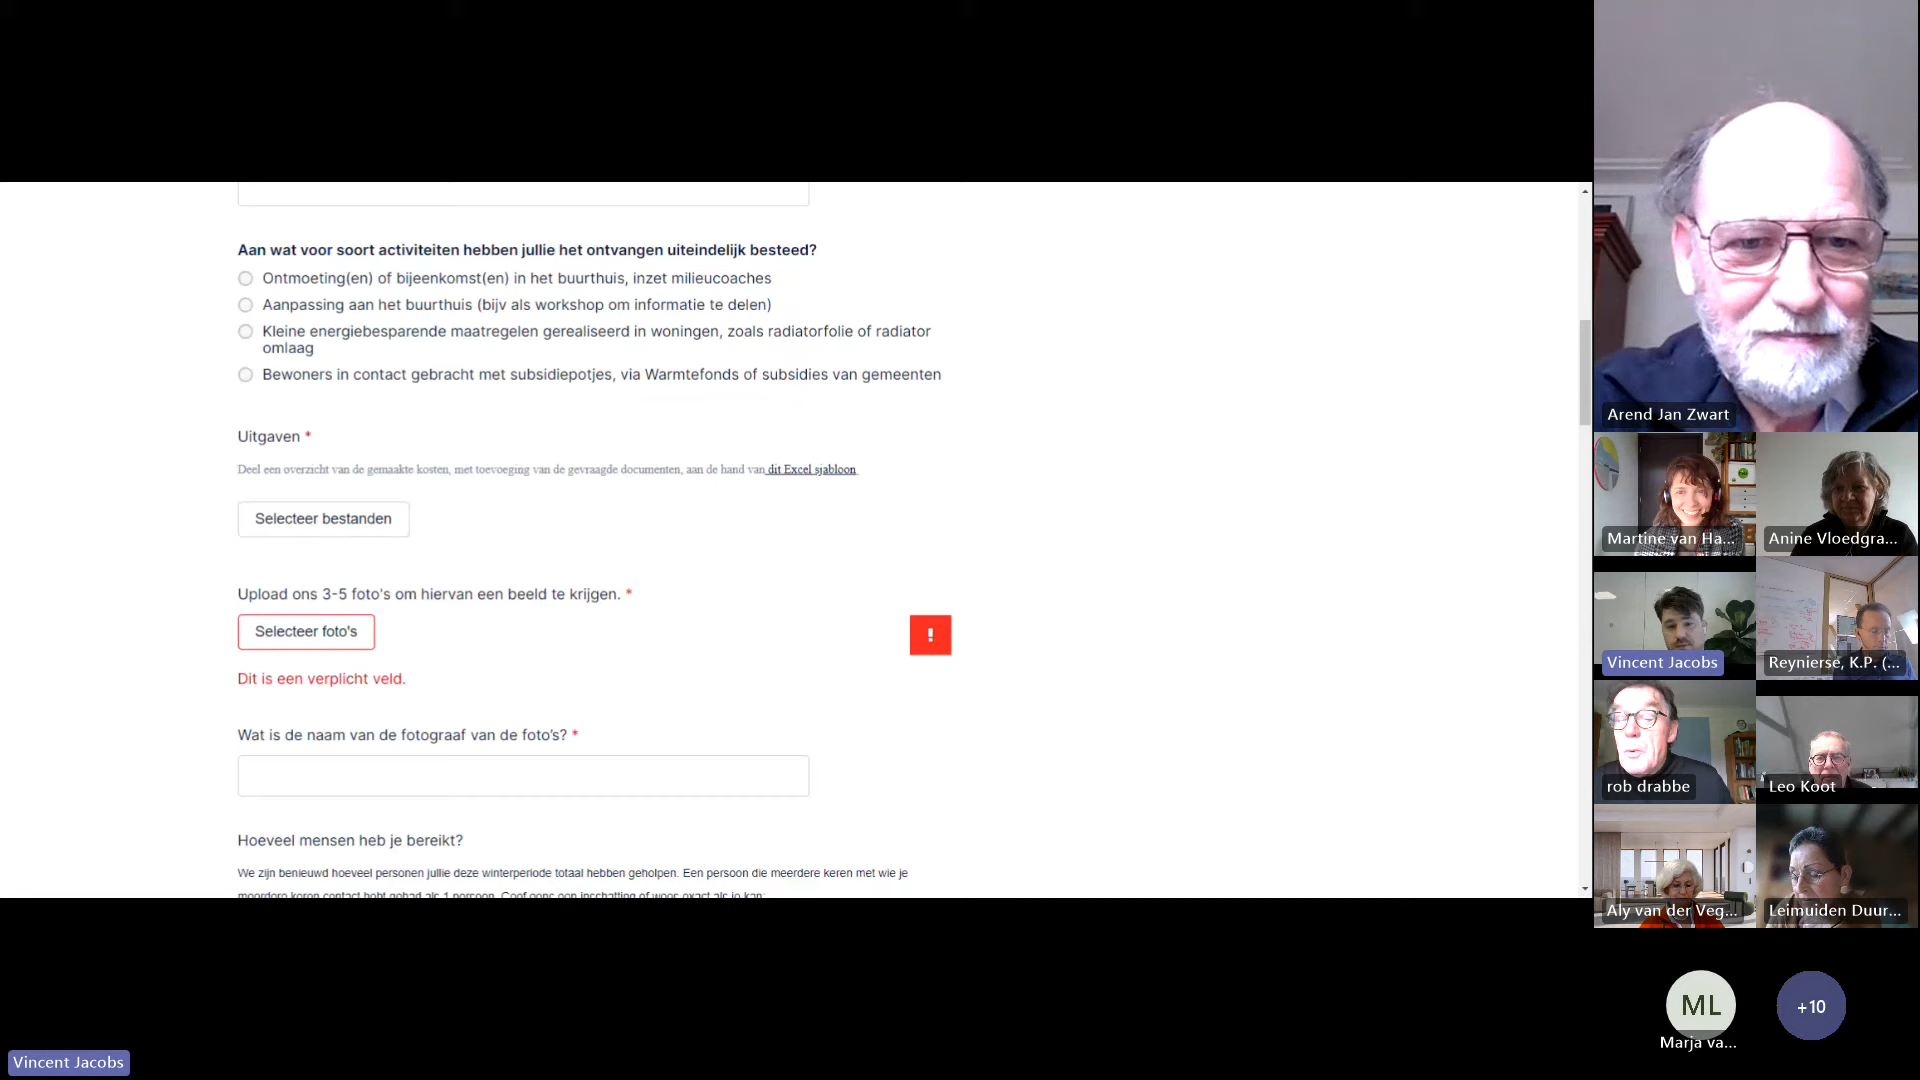 Aan wat voor soort activiteiten hebben jullie het ontvangen uiteindelijk besteed?
Ontmoeting(en) of bijeenkomst(en) in het buurthuis, inzet milieucoaches
Aanpassing aan het buurthuis (bijv als workshop om informatie te delen)
Kleine energiebesparende maatregelen gerealiseerd in woningen, zoals radiatorfolie of radiator
omlaag
Bewoners in contact gebracht met subsidiepotjes, via Warmtefonds of subsidies van gemeenten
Uitgaven *
Deel een overzicht van de gemaakte kosten, met toevoeging van de gevraagde documenten, aan de hand van dit Excel sjabloon
Selecteer bestanden
Upload ons 3-5 foto's om hiervan een beeld te krijgen. *
Selecteer foto's
!
Dit is een verplicht veld.
Wat is de naam van de fotograaf van de foto's? *
Hoeveel mensen heb je bereikt?
We zijn benieuwd hoeveel personen jullie deze winterperiode totaal hebben geholpen. Een persoon die meerdere keren met wie je
Arend Jan Zwart
Martine van Ha...
Anine Vloedgra...
Vincent Jacobs
Reynierse, K.P. (...
rob drabbe
Leo Koot
Aly van der Veg...
Leimuiden Duur...
ML
+10
Marja va...
Vincent Jacobs